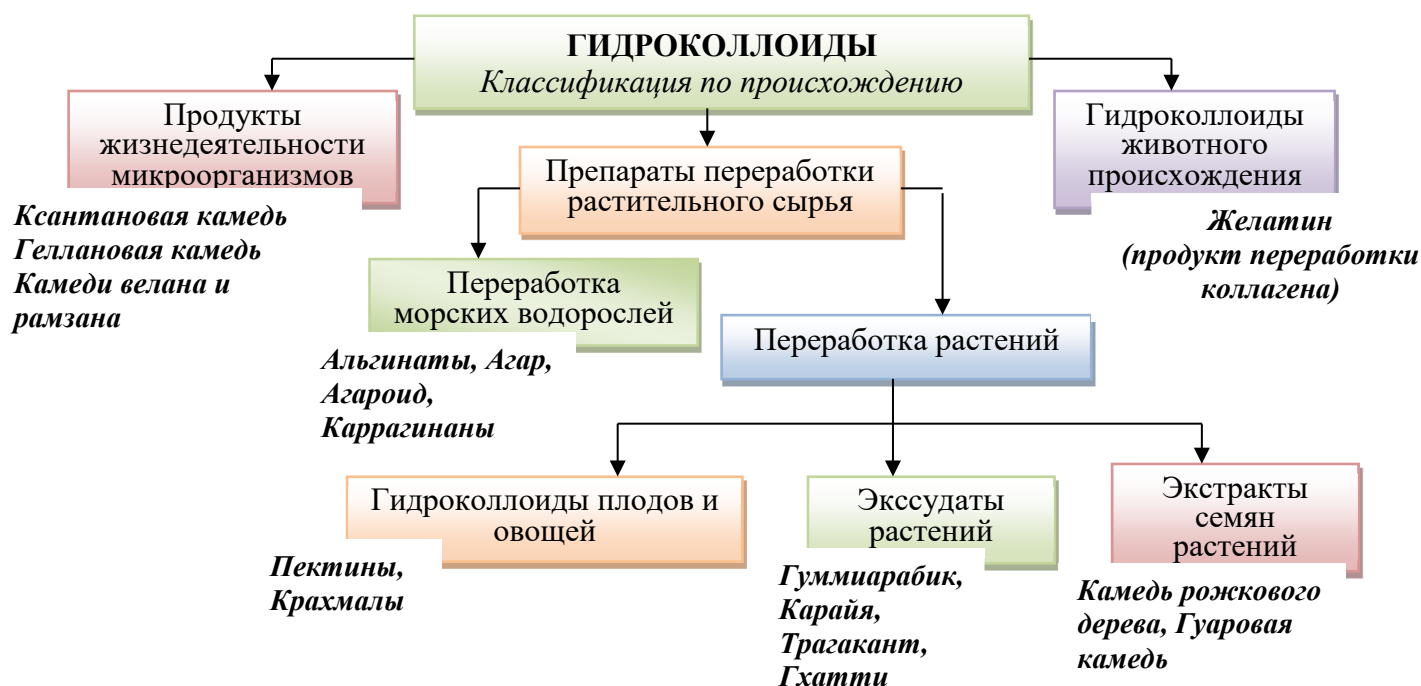 ГИДРОКОЛЛОИДЫ
Классификация по происхождению
Продукты
жизнедеятельности
микроорганизмов
Ксантановая камедь
Геллановая камедь
Камеди велана и
рамзана
Препараты переработки
растительного сырья
Гидроколлоиды
животного
происхождения
Желатин
(продукт переработки
коллагена)
Переработка
морских водорослей
Альгинаты, Агар,
Агароид,
Каррагинаны
Переработка растений
Гидроколлоиды плодов и
овощей
Пектины,
Крахмалы
Экссудаты
растений
Гуммиарабик,
Карайя,
Трагакант,
Гхатти
Экстракты
семян
растений
Камедь рожкового
дерева, Гуаровая
камедь